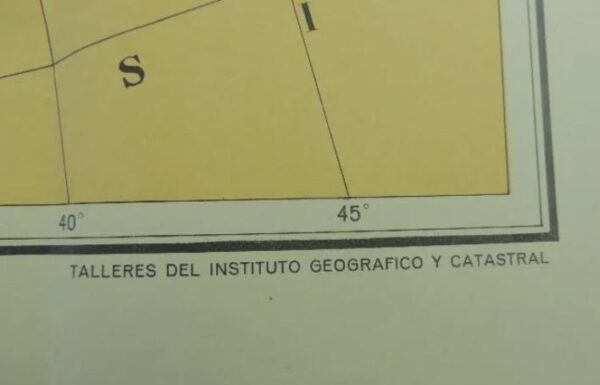 I
S
40°
45°
TALLERES DEL INSTITUTO GEOGRAFICO Y CATASTRAL